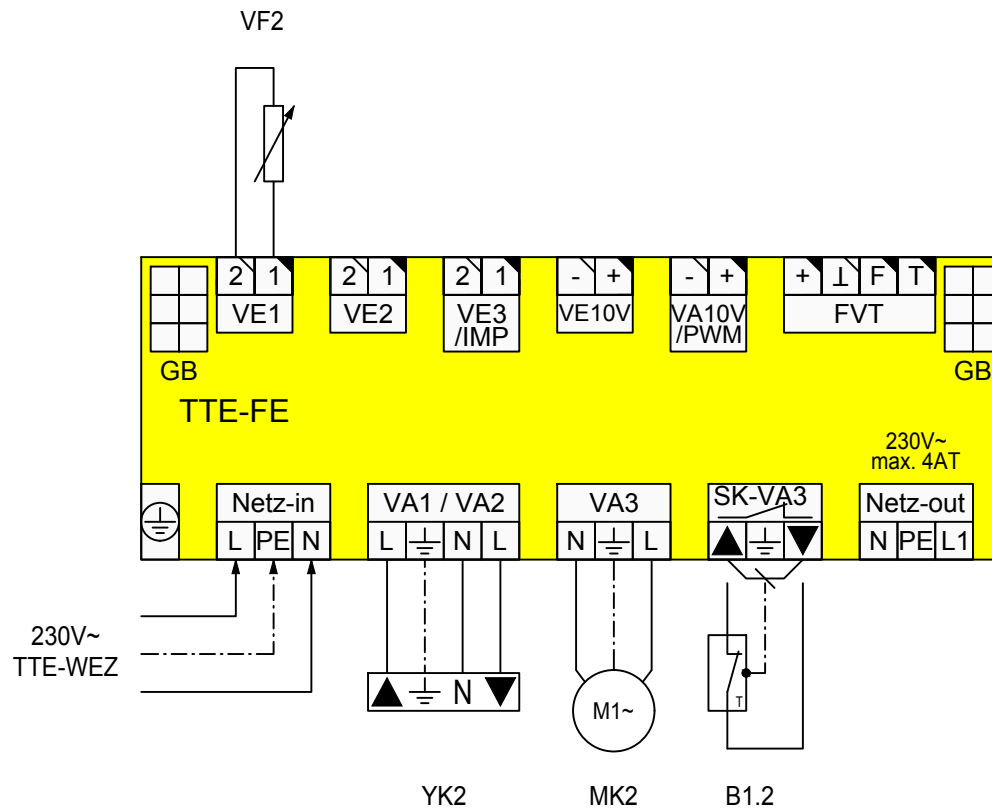 VF2
2 1 2 1 2 1 - + - + + ⊥ F T
VE1 VE2 VE3 VE10V VA10V FVT
/IMP /PWM
GB GB
TTE-FE
230V~
max. 4AT
Netz-in VA1 / VA2 VA3 SK-VA3 Netz-out
L PE N L N L N L N PE L1
230V~
TTE-WEZ
N
M1~
T
YK2 MK2 B1.2